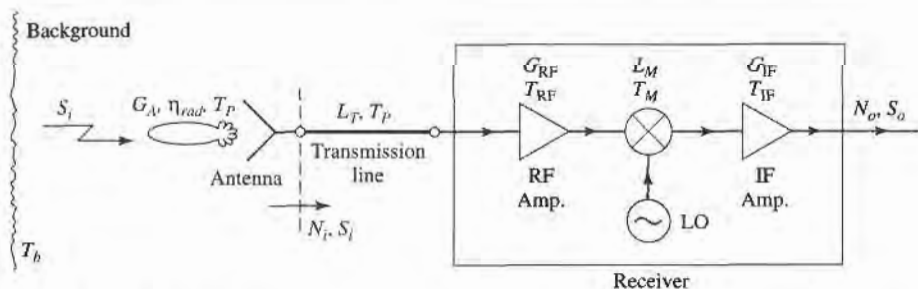 Background
S_i
G_A, η_rad, T_P
Antenna
L_T, T_P
Transmission
line
N_i, S_i
T_b
G_RF
T_RF
RF
Amp.
L_M
T_M
LO
G_IF
T_IF
IF
Amp.
N_o, S_o
Receiver